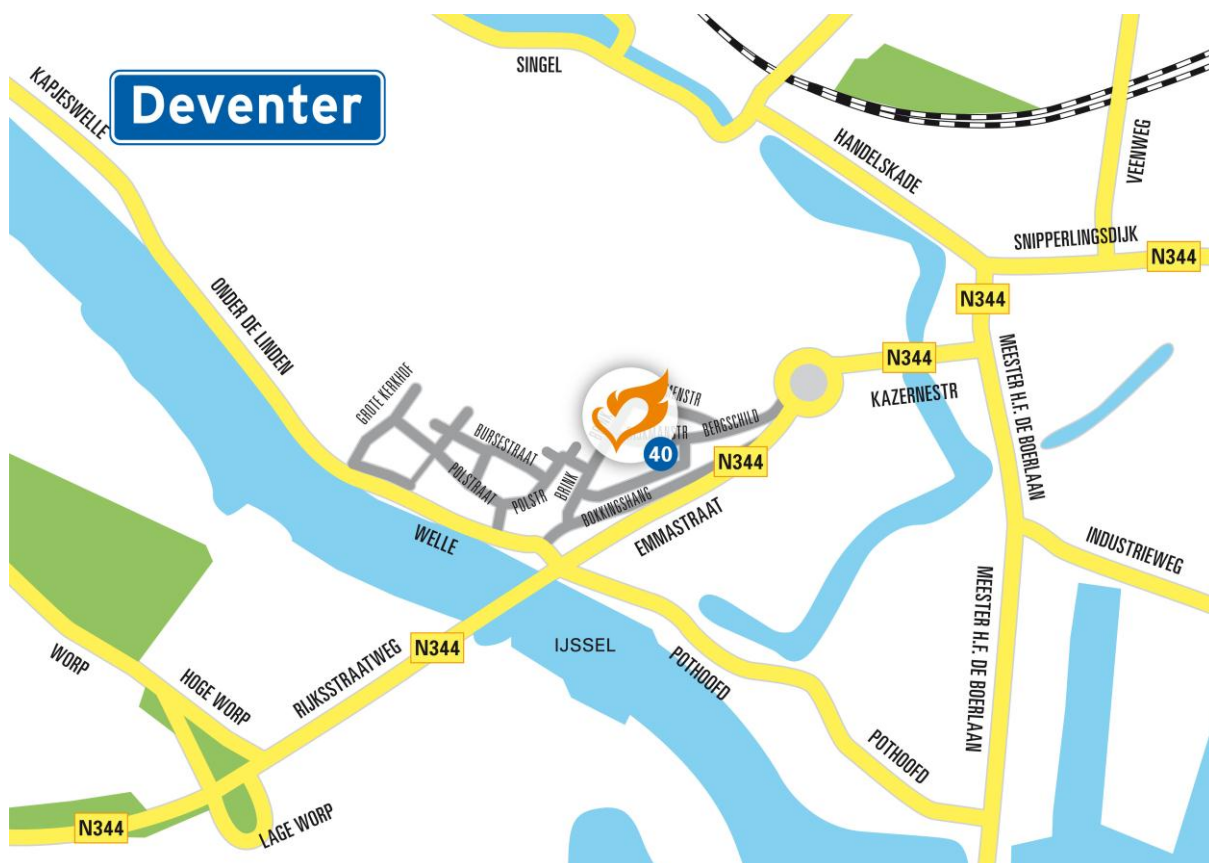 SINGEL
KAPJESWELLE
Deventer
HANDELSKADE
VEENWEG
SNIPPERLINGSDIJK
N344
ONDER DE LINDEN
N344
MEESTER H.F. DE BOERLAAN
N344
KAZERNESTR
GROTE KERKHOF
BERGSCHILD
BURSESTRAAT
40
N344
POLSTRAAT
POLSTR
BRINK
BOKKINGSHANG
EMMASTRAAT
WELLE
INDUSTRIEWEG
MEESTER H.F. DE BOERLAAN
IJSSEL
N344
WORP
HOGE WORP
RIJKSSTRAATWEG
POTHOOFD
POTHOOFD
N344
LAGE WORP